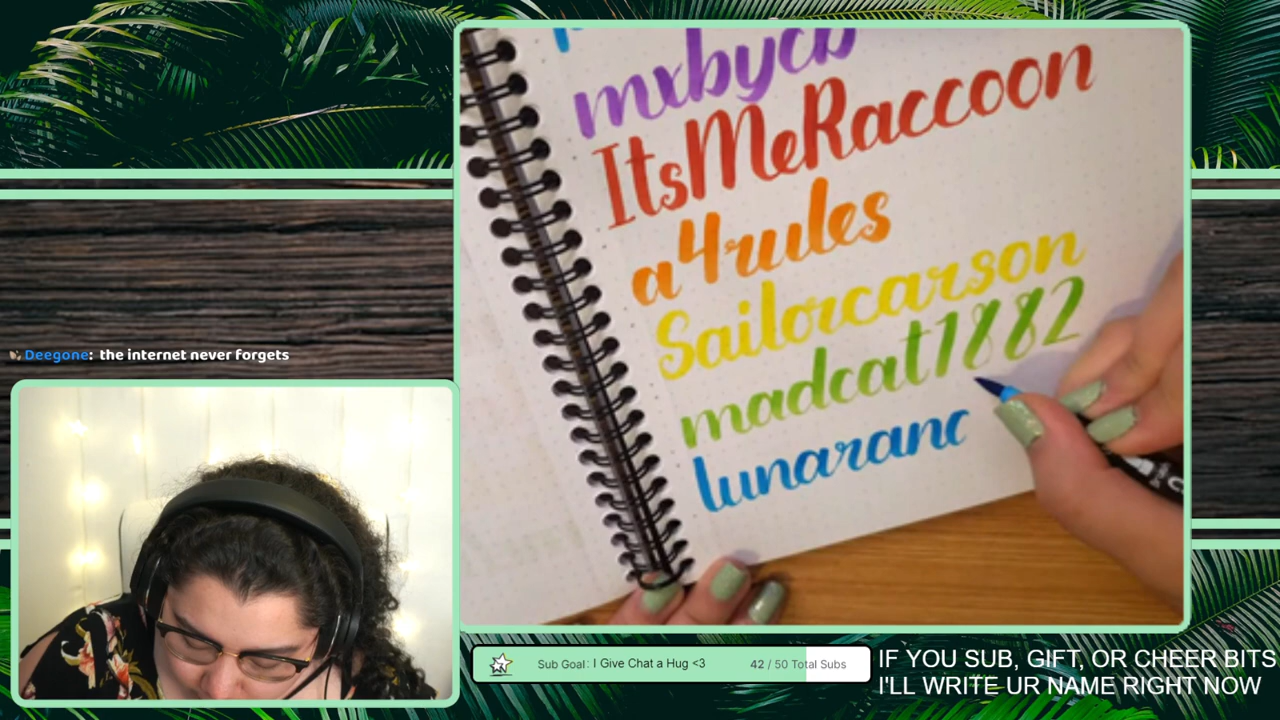 mxbycb
ItsMeRaccoon
a4rules
Sailorcarson
madcat1882
lunaranc
Deegone: the internet never forgets
Sub Goal: I Give Chat a Hug <3 42 / 50 Total Subs
IF YOU SUB, GIFT, OR CHEER BITS
I'LL WRITE UR NAME RIGHT NOW